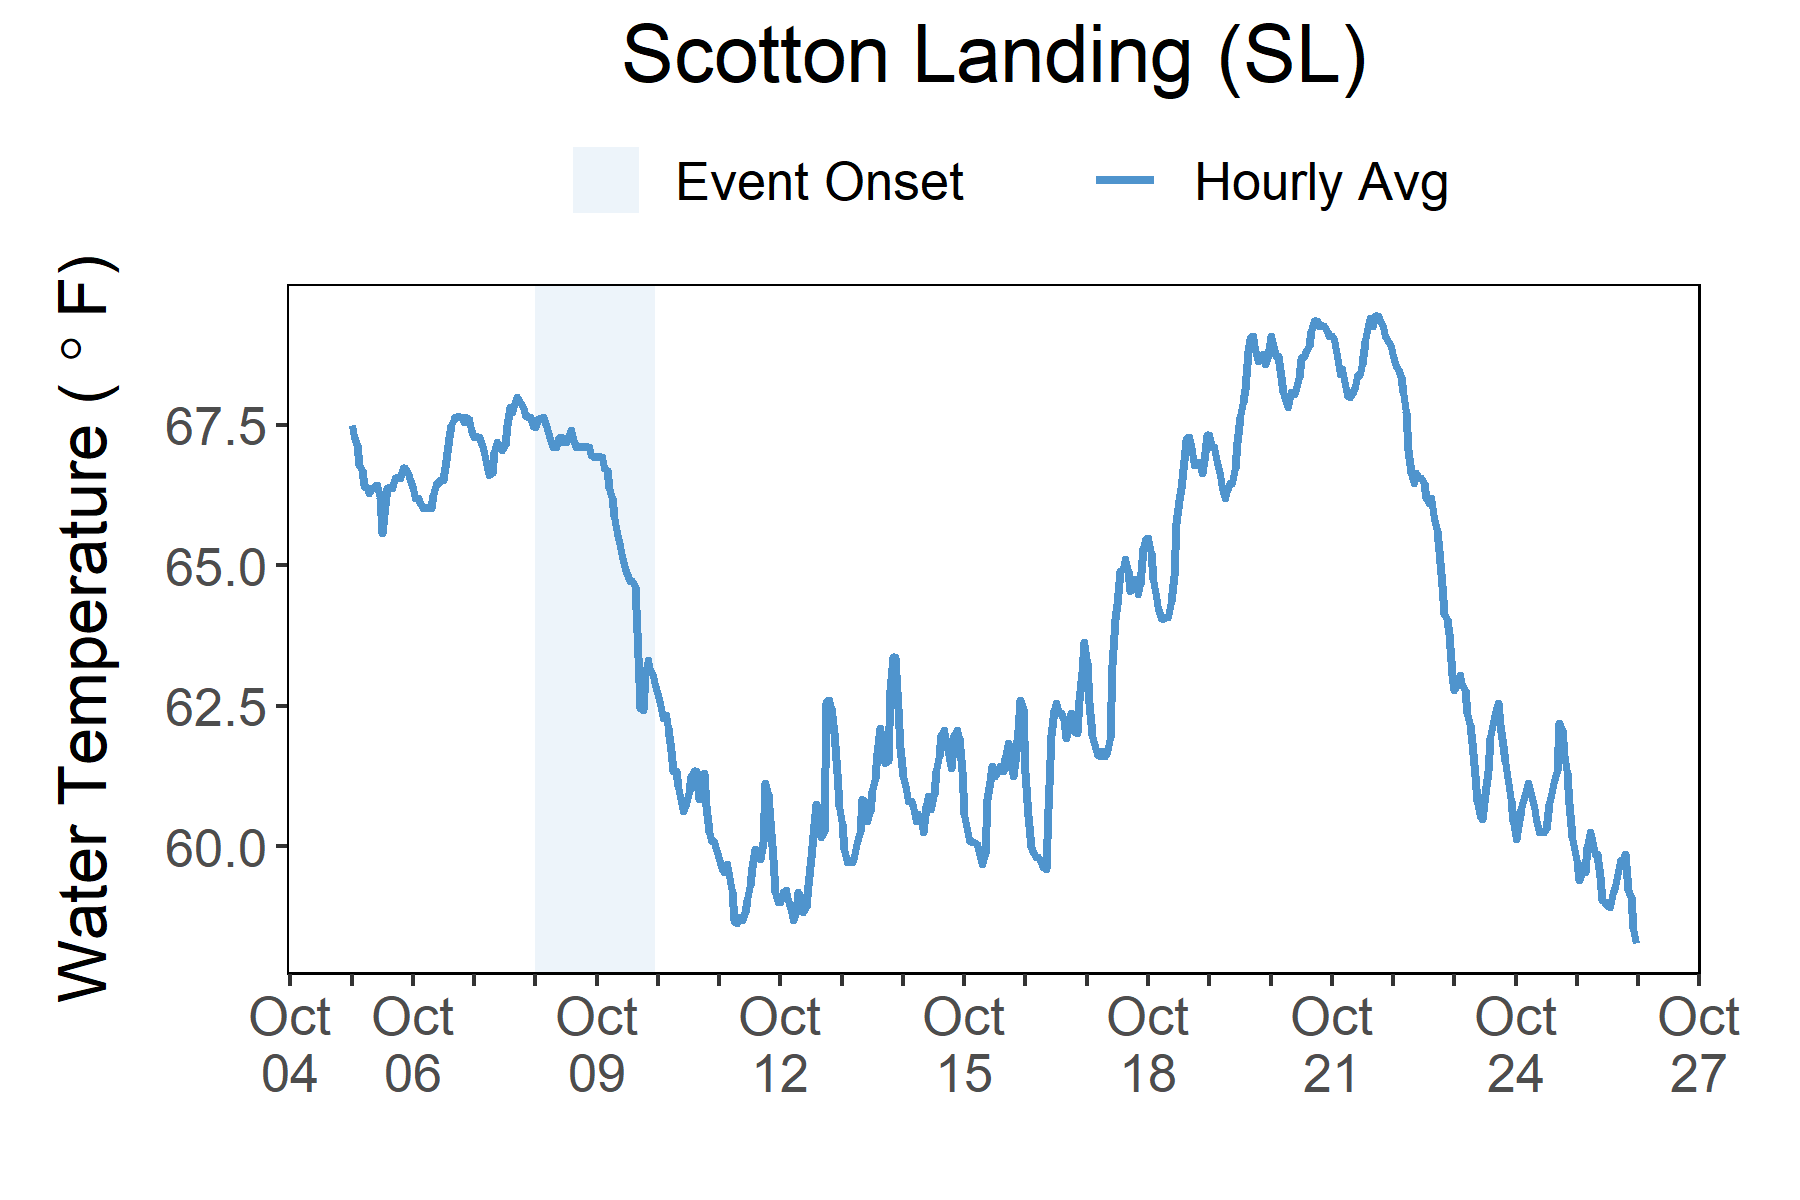 Scotton Landing (SL)
Event Onset
Hourly Avg
Water Temperature ( ° F)
67.5
65.0
62.5
60.0
Oct Oct Oct Oct Oct Oct Oct Oct Oct
04 06 09 12 15 18 21 24 27